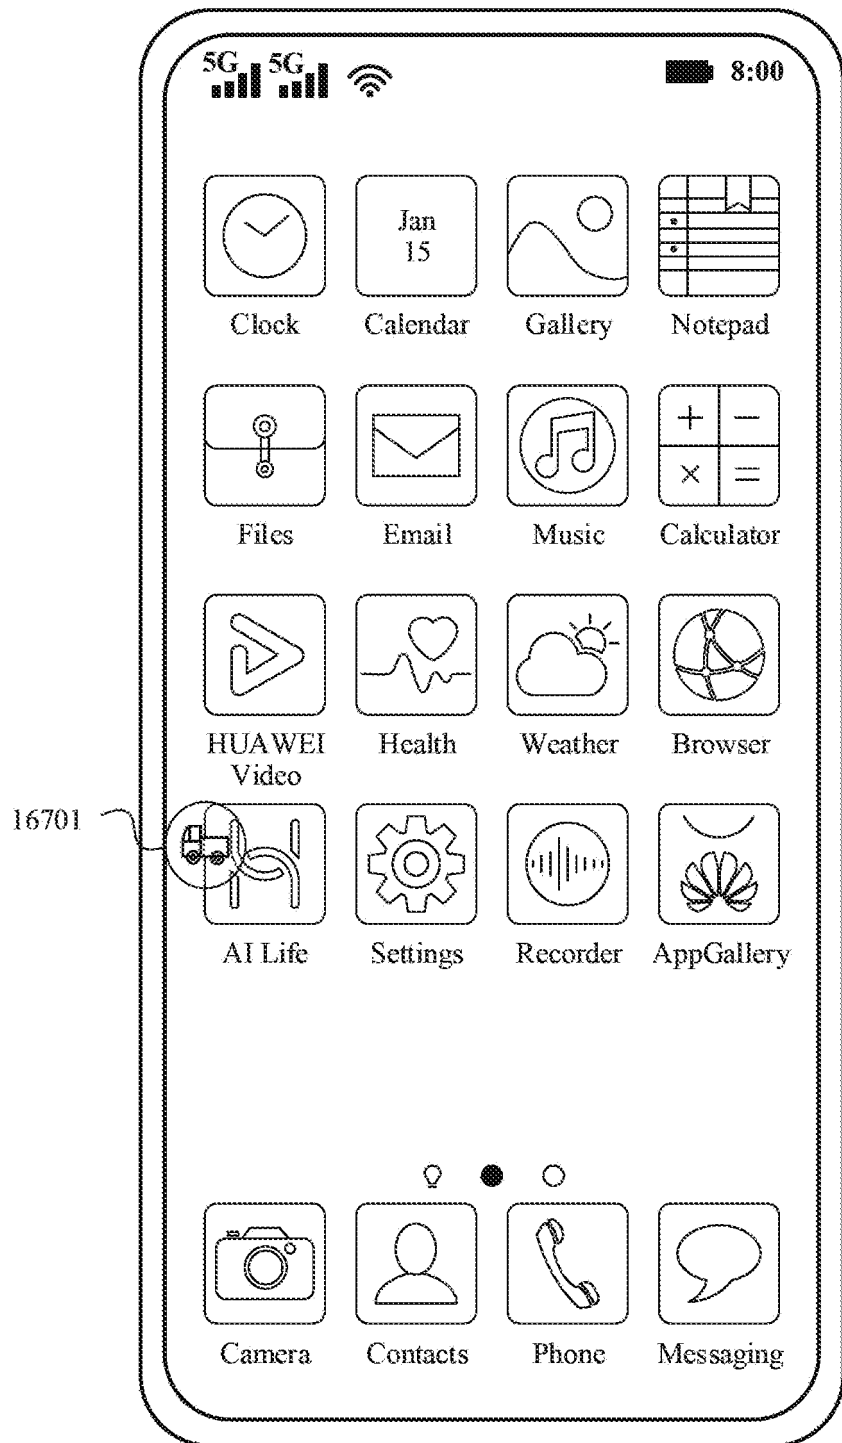 5G 5G 8:00
Jan
15
Clock Calendar Gallery Notepad
Files Email Music Calculator
HUAWEI Health Weather Browser
Video
16701
AI Life Settings Recorder AppGallery
Camera Contacts Phone Messaging